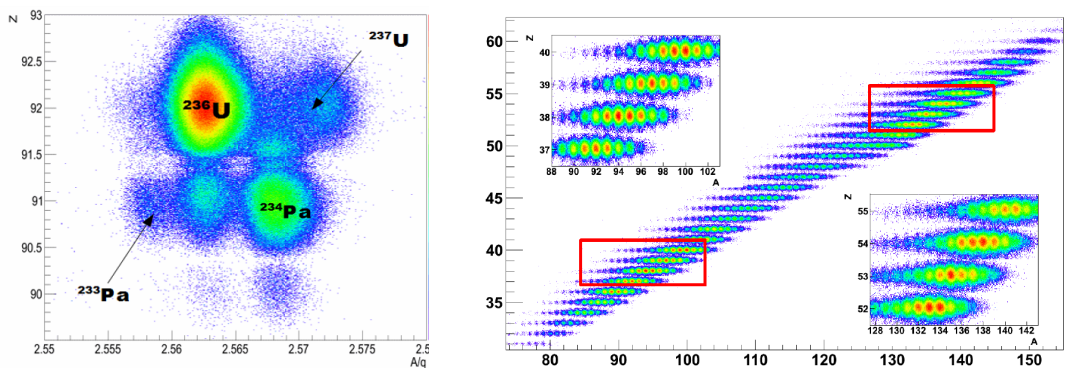 Z
93
92.5
92
91.5
91
90.5
90
2.55 2.555 2.56 2.565 2.57 2.575 2.5
A/q
²³⁷U
²³⁶U
²³⁴Pa
²³³Pa
Z
60
55
50
45
40
35
80 90 100 110 120 130 140 150
A
Z
40
39
38
37
88 90 92 94 96 98 100 102
A
Z
55
54
53
52
128 130 132 134 136 138 140 142
A